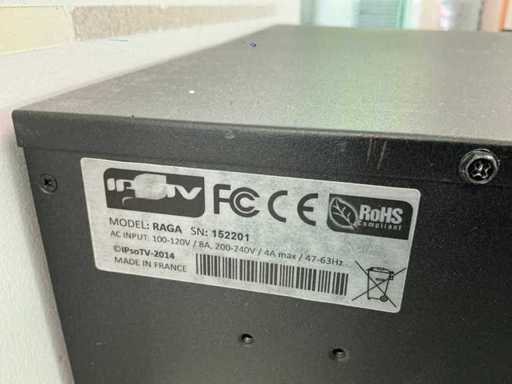 FC CE
RoHS
Compliant
MODEL: RAGA SN: 152201
AC INPUT: 100-120V / 8A, 200-240V / 4A max / 47-63Hz
©IPsoTV-2014
MADE IN FRANCE